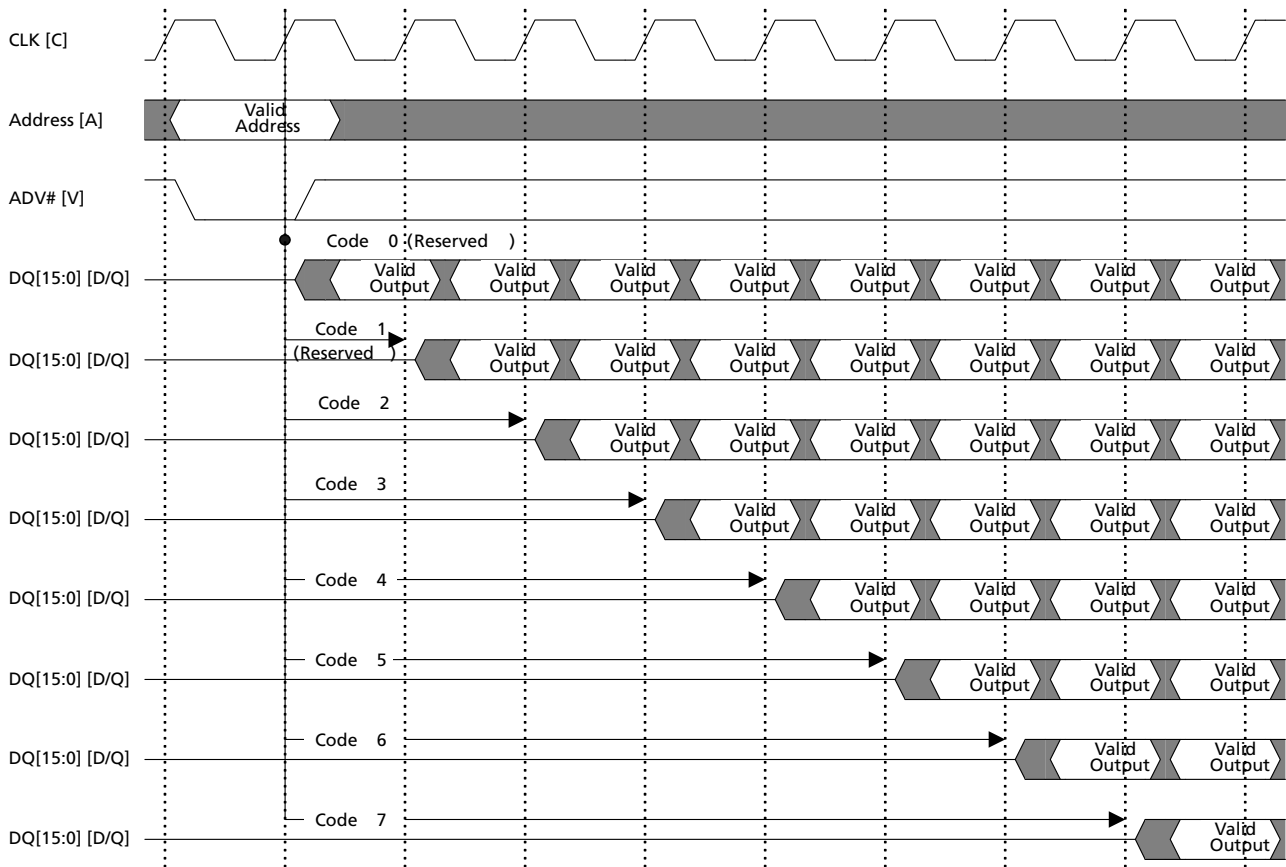 CLK [C]
Address [A]
Valid
Address
ADV# [V]
Code 0 (Reserved )
DQ[15:0] [D/Q]
Valid Valid Valid Valid Valid Valid Valid Valid
Output Output Output Output Output Output Output Output
Code 1
(Reserved )
DQ[15:0] [D/Q]
Valid Valid Valid Valid Valid Valid Valid
Output Output Output Output Output Output Output
Code 2
DQ[15:0] [D/Q]
Valid Valid Valid Valid Valid Valid
Output Output Output Output Output Output
Code 3
DQ[15:0] [D/Q]
Valid Valid Valid Valid Valid
Output Output Output Output Output
Code 4
DQ[15:0] [D/Q]
Valid Valid Valid Valid
Output Output Output Output
Code 5
DQ[15:0] [D/Q]
Valid Valid Valid
Output Output Output
Code 6
DQ[15:0] [D/Q]
Valid Valid
Output Output
Code 7
DQ[15:0] [D/Q]
Valid
Output